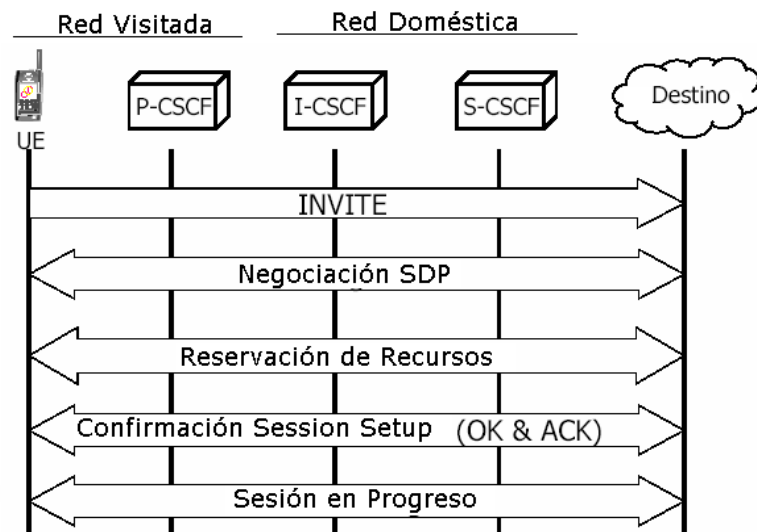 Red Visitada
Red Doméstica
UE
P-CSCF
I-CSCF
S-CSCF
Destino
INVITE
Negociación SDP
Reservación de Recursos
Confirmación Session Setup (OK & ACK)
Sesión en Progreso